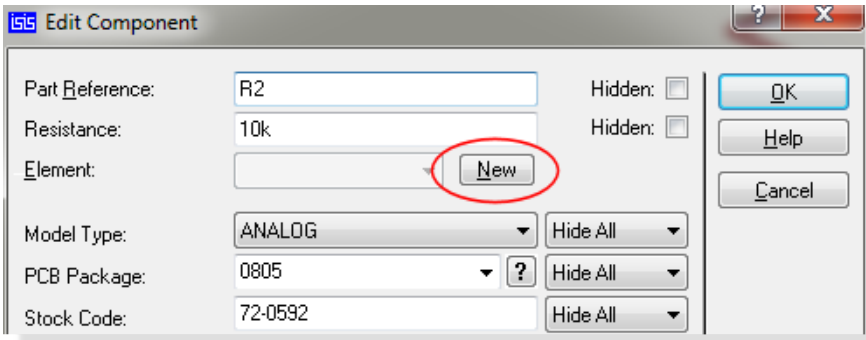 isis Edit Component ? X
Part Reference: R2 Hidden:
OK
Resistance: 10k Hidden:
Help
Element: New
Cancel
Model Type: ANALOG Hide All
PCB Package: 0805 ? Hide All
Stock Code: 72-0592 Hide All